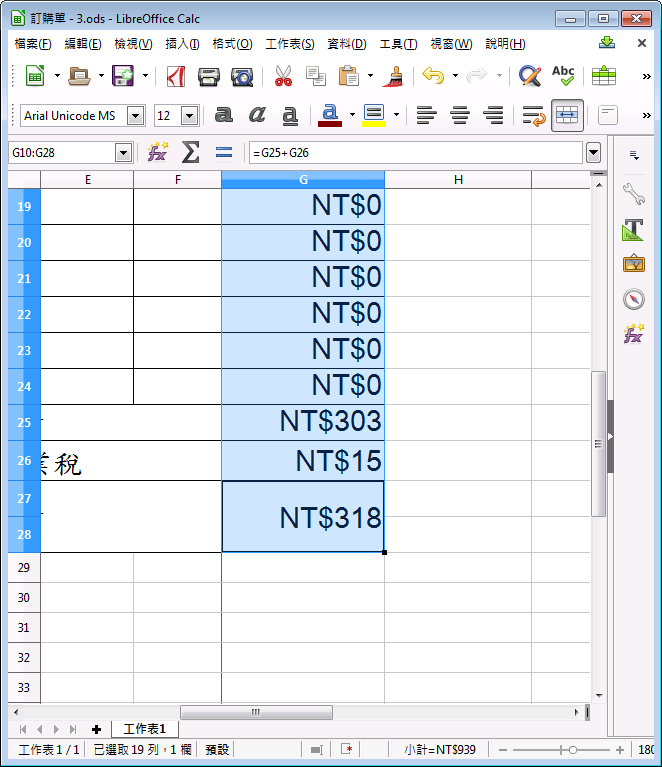 訂購單 - 3.ods - LibreOffice Calc
檔案(F) 編輯(E) 檢視(V) 插入(I) 格式(O) 工作表(S) 資料(D) 工具(T) 視窗(W) 說明(H)
Abc
Arial Unicode MS 12 a a a a
G10:G28 fx Σ = =G25+G26
E F G H
19 NT$0
20 NT$0
21 NT$0
22 NT$0
23 NT$0
24 NT$0
25 NT$303
26 業稅 NT$15
27
NT$318
28
29
30
31
32
33
工作表1
工作表 1 / 1 已選取 19 列，1 欄 預設 小計=NT$939 180